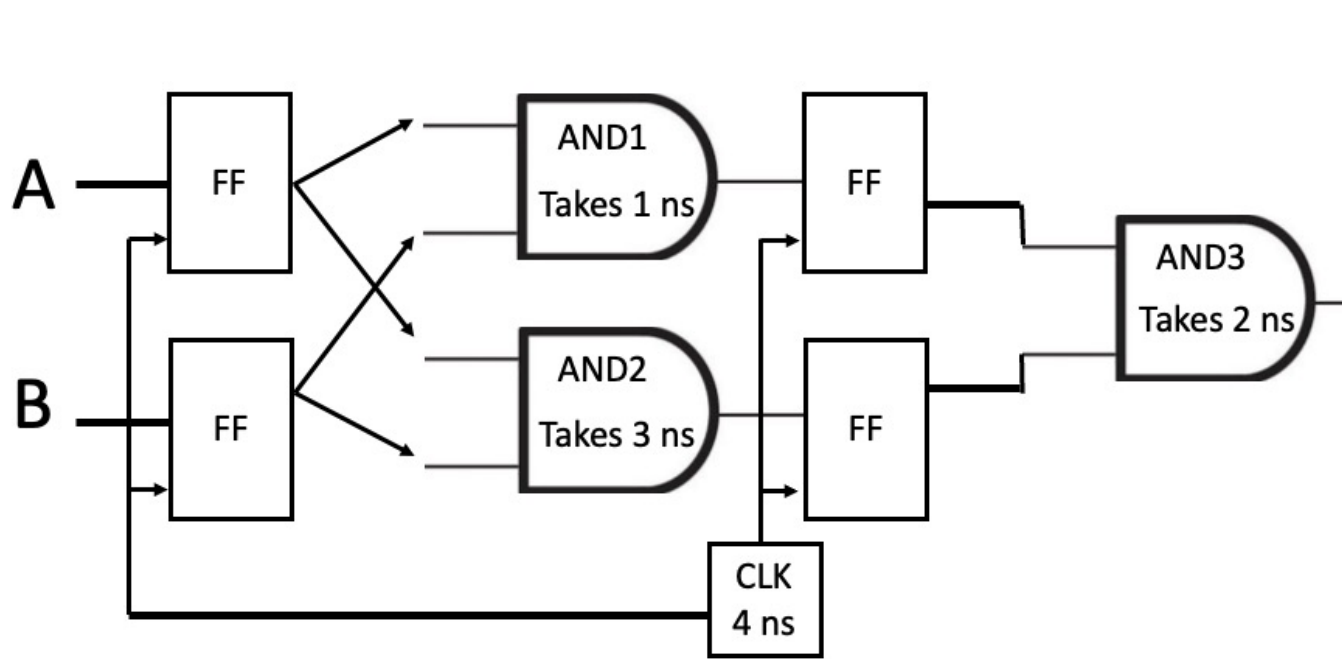 A
FF
AND1
Takes 1 ns
FF
AND3
Takes 2 ns
B
FF
AND2
Takes 3 ns
FF
CLK
4 ns